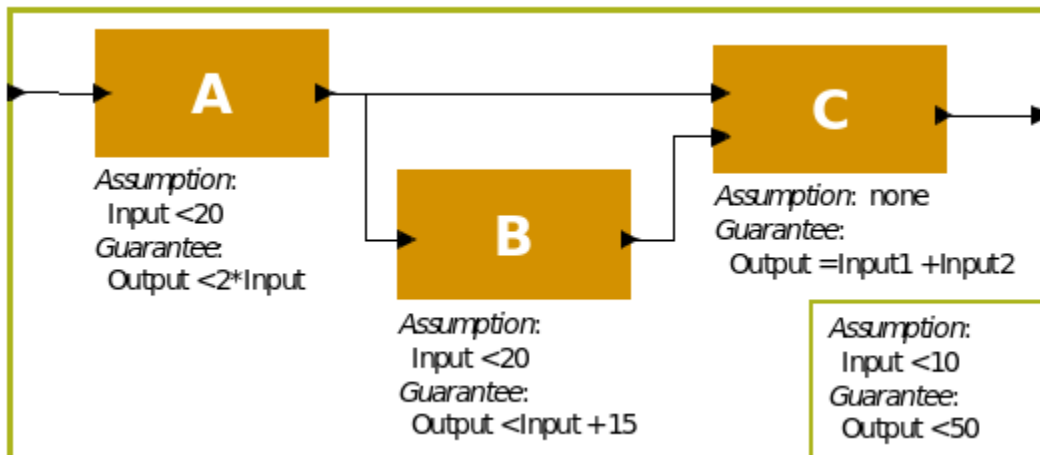 A
Assumption:
Input <20
Guarantee:
Output <2*Input
B
Assumption:
Input <20
Guarantee:
Output <Input +15
C
Assumption: none
Guarantee:
Output =Input1 +Input2
Assumption:
Input <10
Guarantee:
Output <50